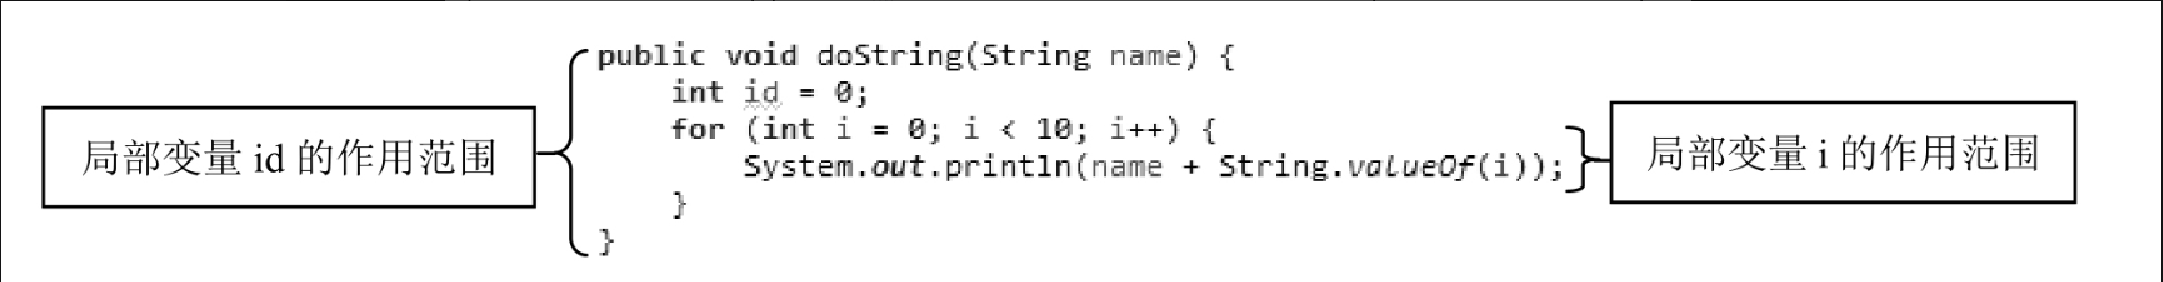 局部变量 id 的作用范围
public void doString(String name) {
int id = 0;
for (int i = 0; i < 10; i++) {
System.out.println(name + String.valueOf(i));
}
}
局部变量 i 的作用范围